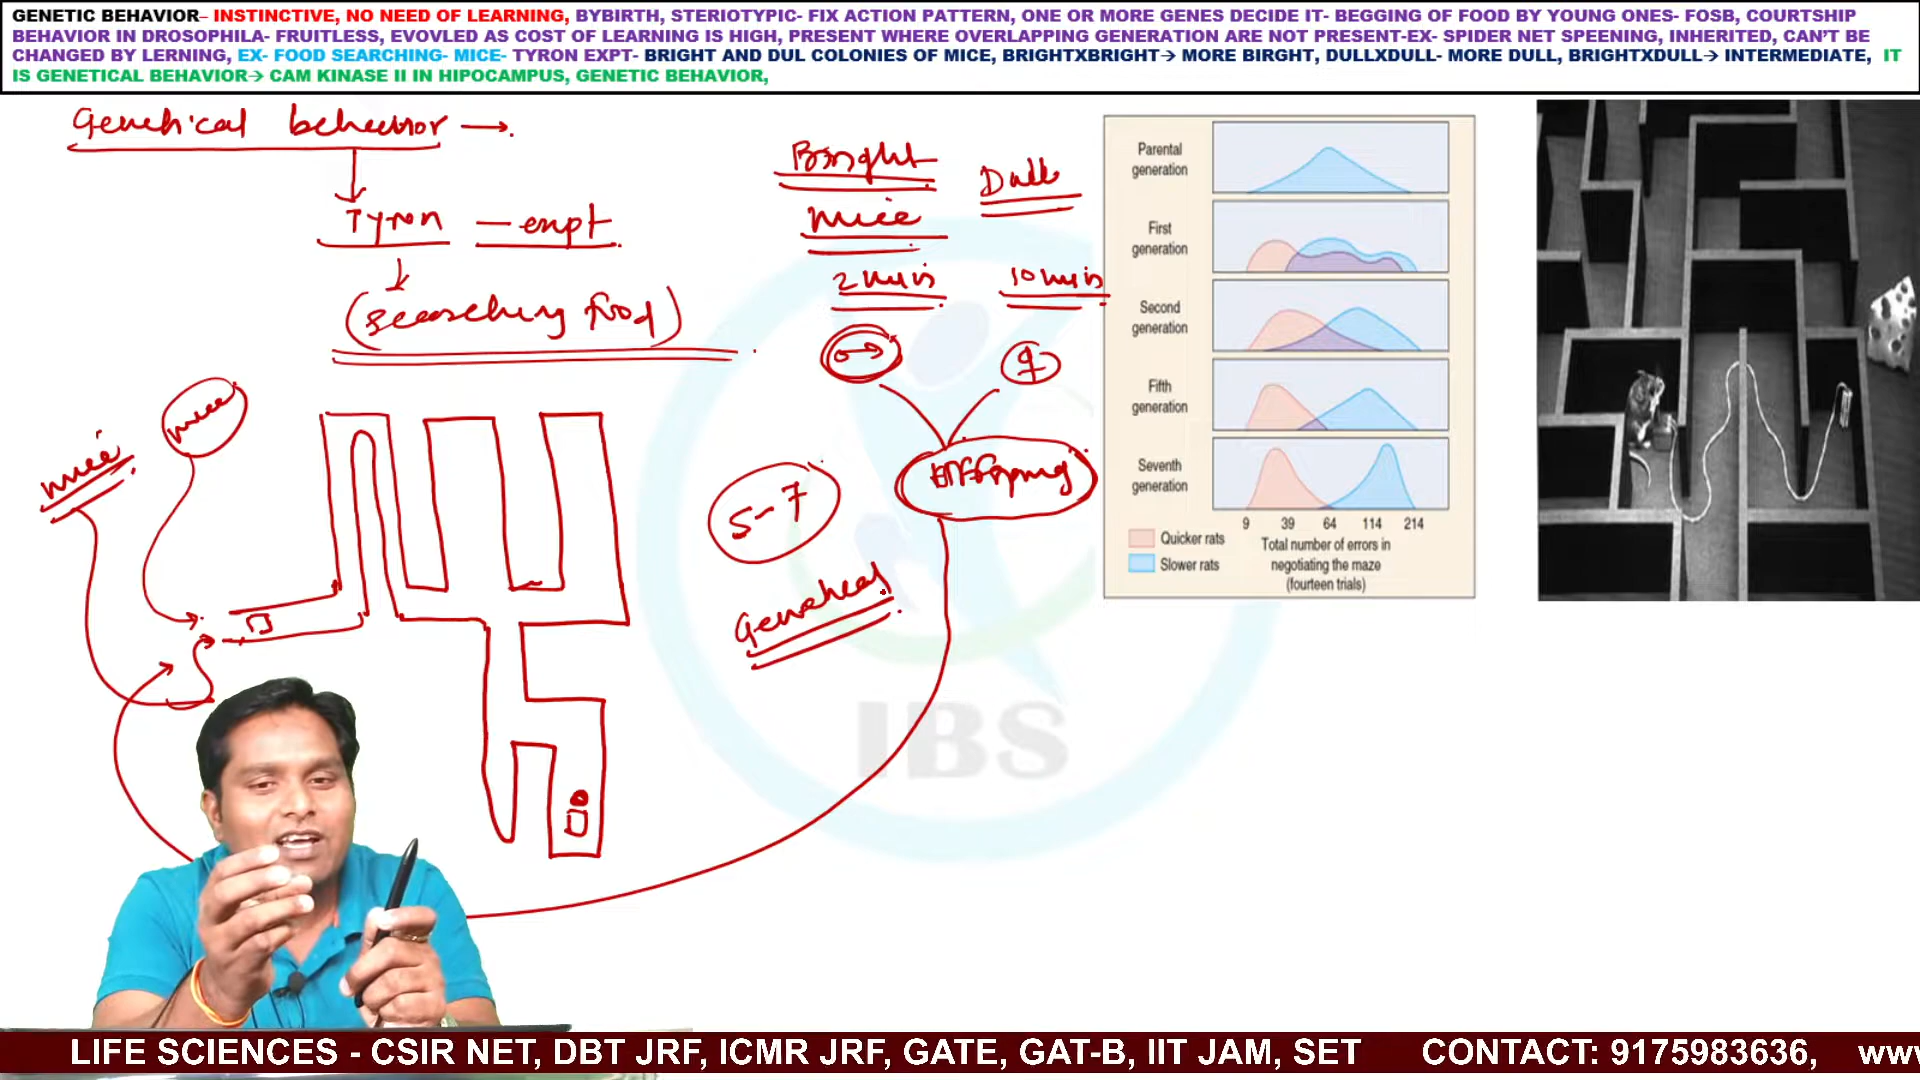 GENETIC BEHAVIOR– INSTINCTIVE, NO NEED OF LEARNING, BYBIRTH, STERIOTYPIC- FIX ACTION PATTERN, ONE OR MORE GENES DECIDE IT- BEGGING OF FOOD BY YOUNG ONES- FOSB, COURTSHIP
BEHAVIOR IN DROSOPHILA- FRUITLESS, EVOVLED AS COST OF LEARNING IS HIGH, PRESENT WHERE OVERLAPPING GENERATION ARE NOT PRESENT-EX- SPIDER NET SPEENING, INHERITED, CAN'T BE
CHANGED BY LERNING, EX- FOOD SEARCHING- MICE- TYRON EXPT- BRIGHT AND DUL COLONIES OF MICE, BRIGHTXBRIGHT→ MORE BIRGHT, DULLXDULL- MORE DULL, BRIGHTXDULL→ INTERMEDIATE, IT
IS GENETICAL BEHAVIOR→ CAM KINASE II IN HIPOCAMPUS, GENETIC BEHAVIOR,
Genetical behavior →
Tyron – expt
(searching food)
mice
mice
Bright
Dull
mice
2 min
10 min
offspring
5-7
Genetical
Parental
generation
First
generation
Second
generation
Fifth
generation
Seventh
generation
9 39 64 114 214
Quicker rats
Slower rats
Total number of errors in
negotiating the maze
(fourteen trials)
IBS
LIFE SCIENCES - CSIR NET, DBT JRF, ICMR JRF, GATE, GAT-B, IIT JAM, SET CONTACT: 9175983636, www